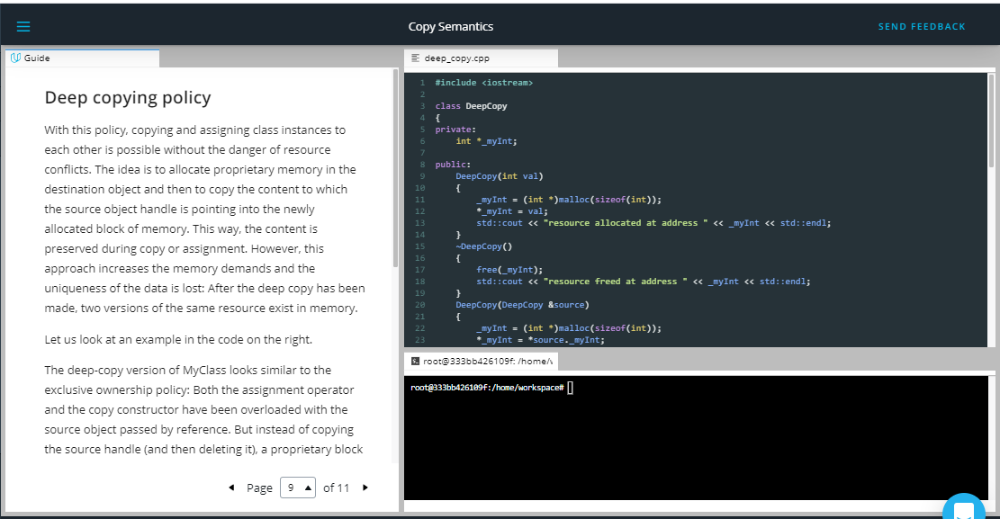 Copy Semantics
SEND FEEDBACK
Guide
Deep copying policy
With this policy, copying and assigning class instances to
each other is possible without the danger of resource
conflicts. The idea is to allocate proprietary memory in the
destination object and then to copy the content to which
the source object handle is pointing into the newly
allocated block of memory. This way, the content is
preserved during copy or assignment. However, this
approach increases the memory demands and the
uniqueness of the data is lost: After the deep copy has been
made, two versions of the same resource exist in memory.
Let us look at an example in the code on the right.
The deep-copy version of MyClass looks similar to the
exclusive ownership policy: Both the assignment operator
and the copy constructor have been overloaded with the
source object passed by reference. But instead of copying
the source handle (and then deleting it), a proprietary block
Page 9 of 11
deep_copy.cpp
1 #include <iostream>
2
3 class DeepCopy
4 {
5 private:
6 int *_myInt;
7
8 public:
9 DeepCopy(int val)
10 {
11 _myInt = (int *)malloc(sizeof(int));
12 *_myInt = val;
13 std::cout << "resource allocated at address " << _myInt << std::endl;
14 }
15 ~DeepCopy()
16 {
17 free(_myInt);
18 std::cout << "resource freed at address " << _myInt << std::endl;
19 }
20 DeepCopy(DeepCopy &source)
21 {
22 _myInt = (int *)malloc(sizeof(int));
23 *_myInt = *source._myInt;
root@333bb426109f: /home/
root@333bb426109f:/home/workspace#